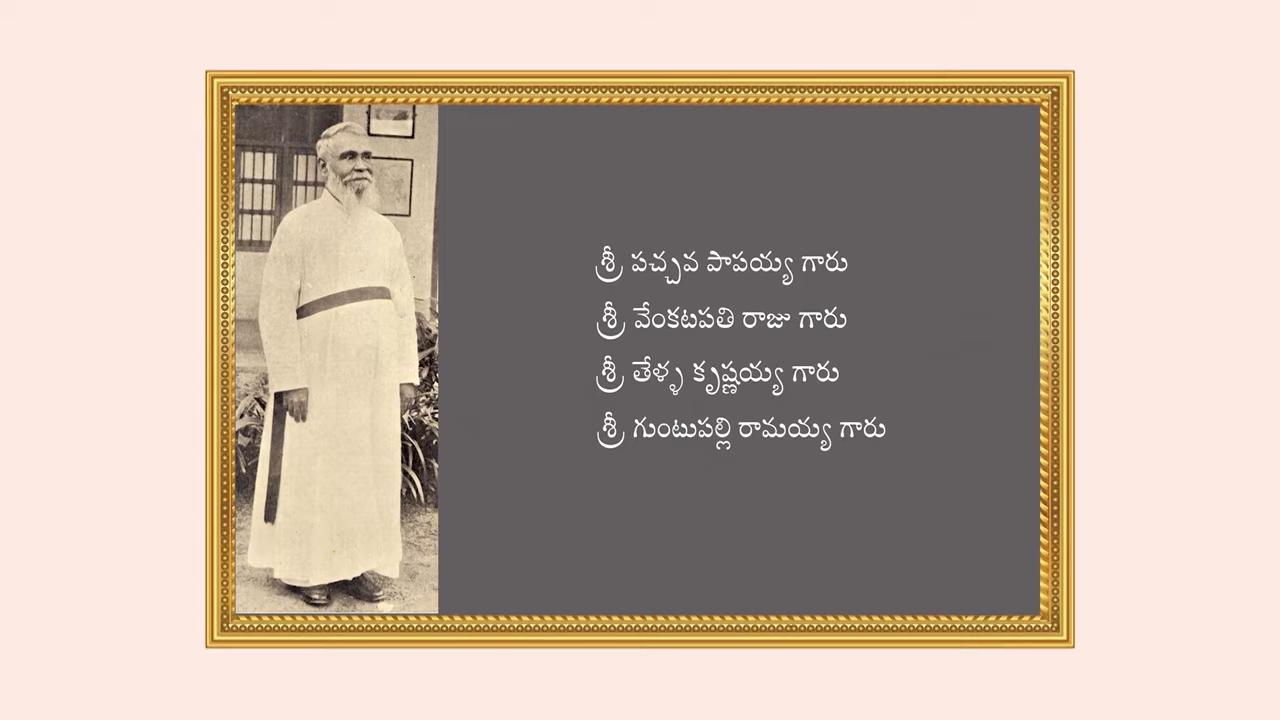 శ్రీ పచ్చవ పాపయ్య గారు
శ్రీ వేంకటపతి రాజు గారు
శ్రీ తేళ్ళ కృష్ణయ్య గారు
శ్రీ గుంటుపల్లి రామయ్య గారు